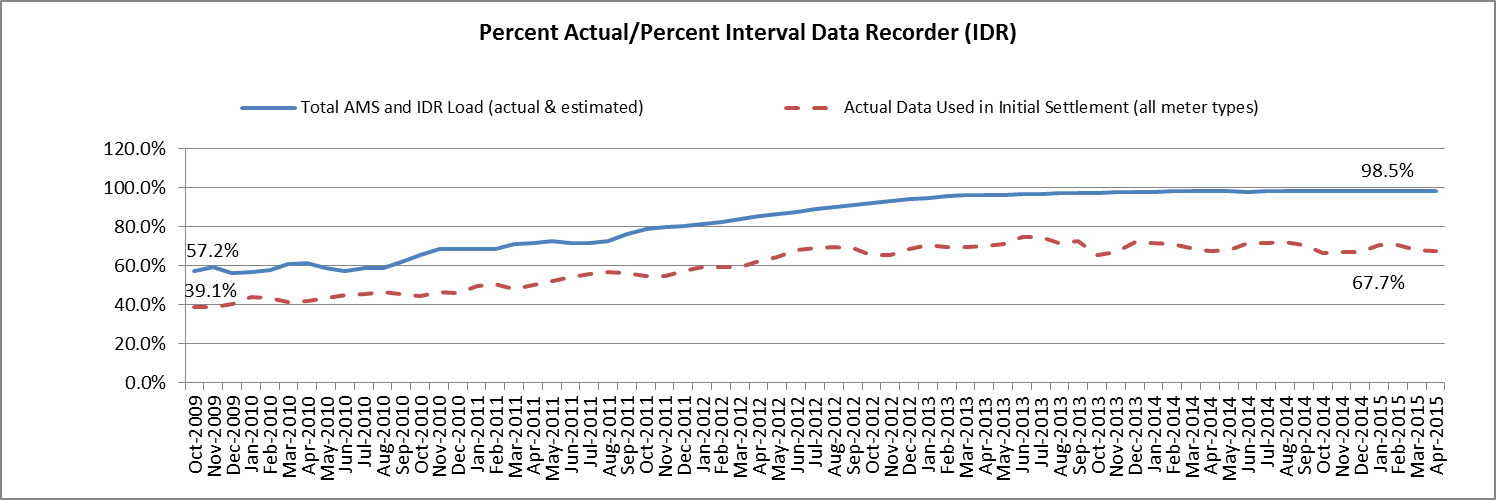 Percent Actual/Percent Interval Data Recorder (IDR)
Total AMS and IDR Load (actual & estimated)
Actual Data Used in Initial Settlement (all meter types)
120.0%
100.0%
80.0%
60.0%
40.0%
20.0%
0.0%
57.2%
39.1%
98.5%
67.7%
Oct-2009
Nov-2009
Dec-2009
Jan-2010
Feb-2010
Mar-2010
Apr-2010
May-2010
Jun-2010
Jul-2010
Aug-2010
Sep-2010
Oct-2010
Nov-2010
Dec-2010
Jan-2011
Feb-2011
Mar-2011
Apr-2011
May-2011
Jun-2011
Jul-2011
Aug-2011
Sep-2011
Oct-2011
Nov-2011
Dec-2011
Jan-2012
Feb-2012
Mar-2012
Apr-2012
May-2012
Jun-2012
Jul-2012
Aug-2012
Sep-2012
Oct-2012
Nov-2012
Dec-2012
Jan-2013
Feb-2013
Mar-2013
Apr-2013
May-2013
Jun-2013
Jul-2013
Aug-2013
Sep-2013
Oct-2013
Nov-2013
Dec-2013
Jan-2014
Feb-2014
Mar-2014
Apr-2014
May-2014
Jun-2014
Jul-2014
Aug-2014
Sep-2014
Oct-2014
Nov-2014
Dec-2014
Jan-2015
Feb-2015
Mar-2015
Apr-2015